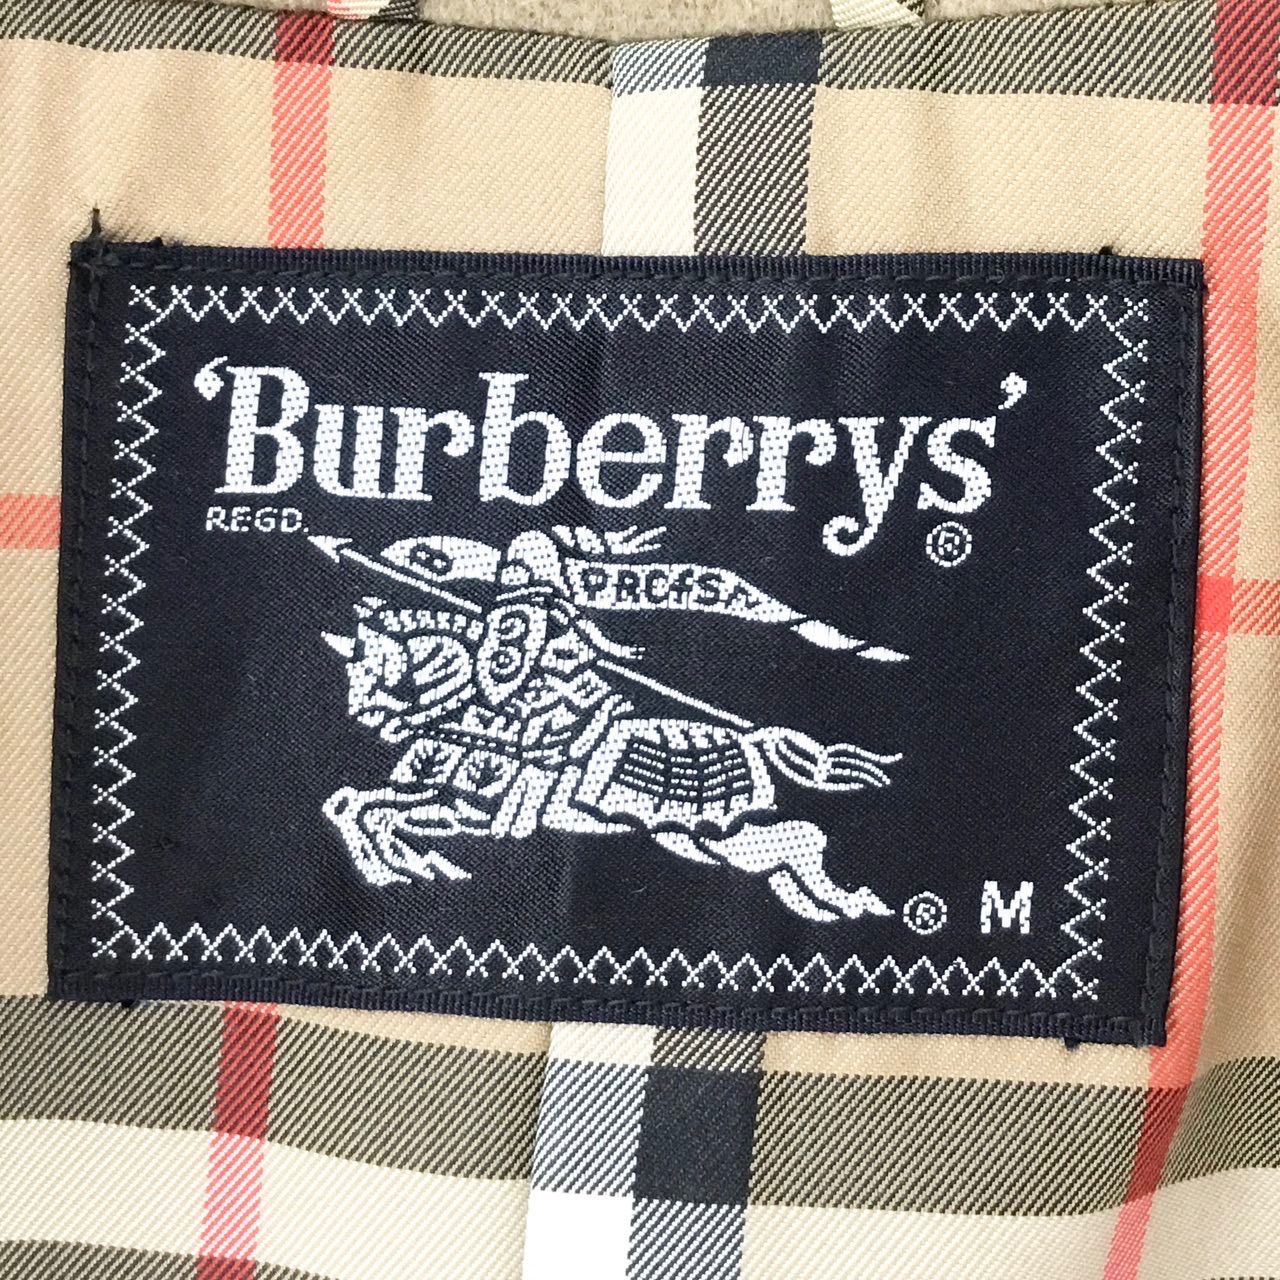 'Burberrys'
REGD. ®
B PRORSUM
B
® M